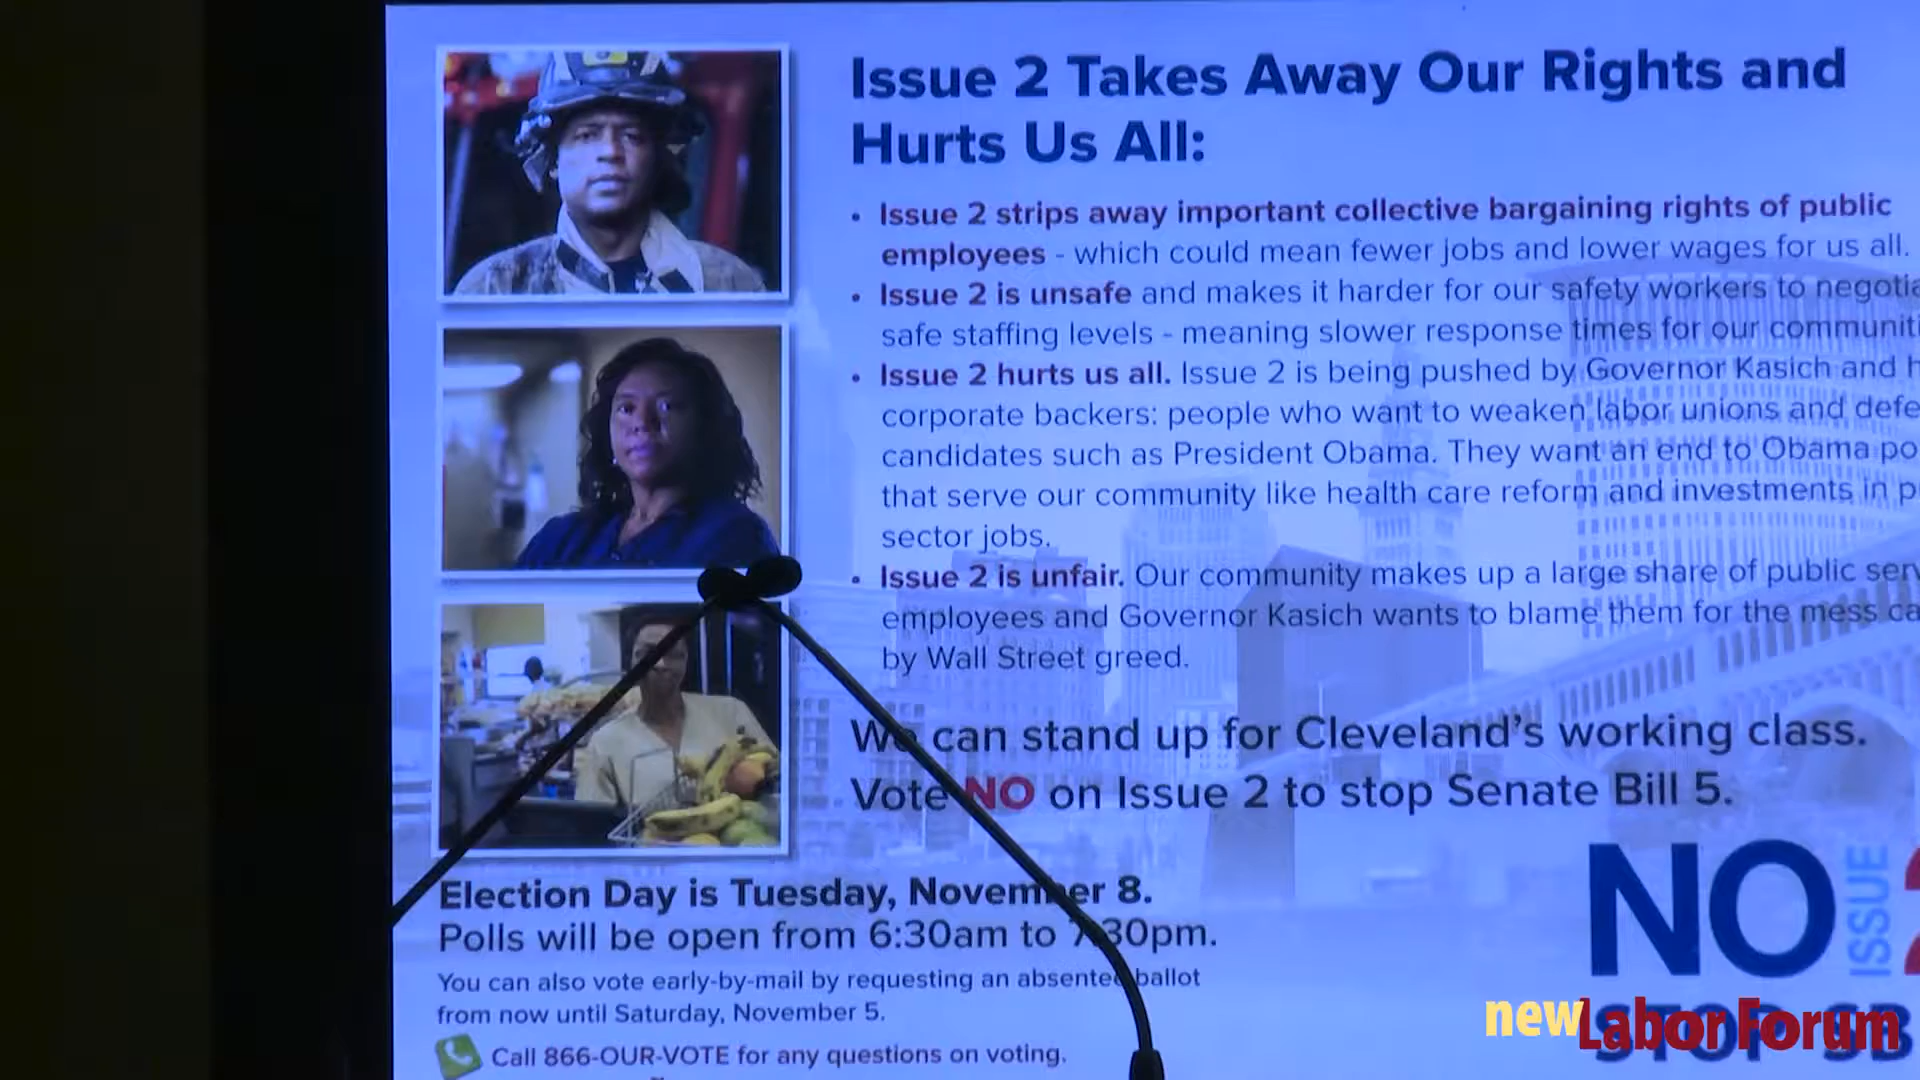 Issue 2 Takes Away Our Rights and
Hurts Us All:
• Issue 2 strips away important collective bargaining rights of public
employees - which could mean fewer jobs and lower wages for us all.
• Issue 2 is unsafe and makes it harder for our safety workers to
safe staffing levels - meaning slower response times for our
• Issue 2 hurts us all. Issue 2 is being pushed by Governor Kasich and
corporate backers: people who want to weaken labor unions and
candidates such as President Obama. They want an end to Obama
that serve our community like health care reform and investments in
sector jobs.
• Issue 2 is unfair. Our community makes up a large share of public
employees and Governor Kasich wants to blame them for the mess
by Wall Street greed.
We can stand up for Cleveland's working class.
Vote NO on Issue 2 to stop Senate Bill 5.
Election Day is Tuesday, November 8.
Polls will be open from 6:30am to 7:30pm.
You can also vote early-by-mail by requesting an absentee ballot
from now until Saturday, November 5.
Call 866-OUR-VOTE for any questions on voting.
NO ISSUE 2
STOP SB
new Labor Forum